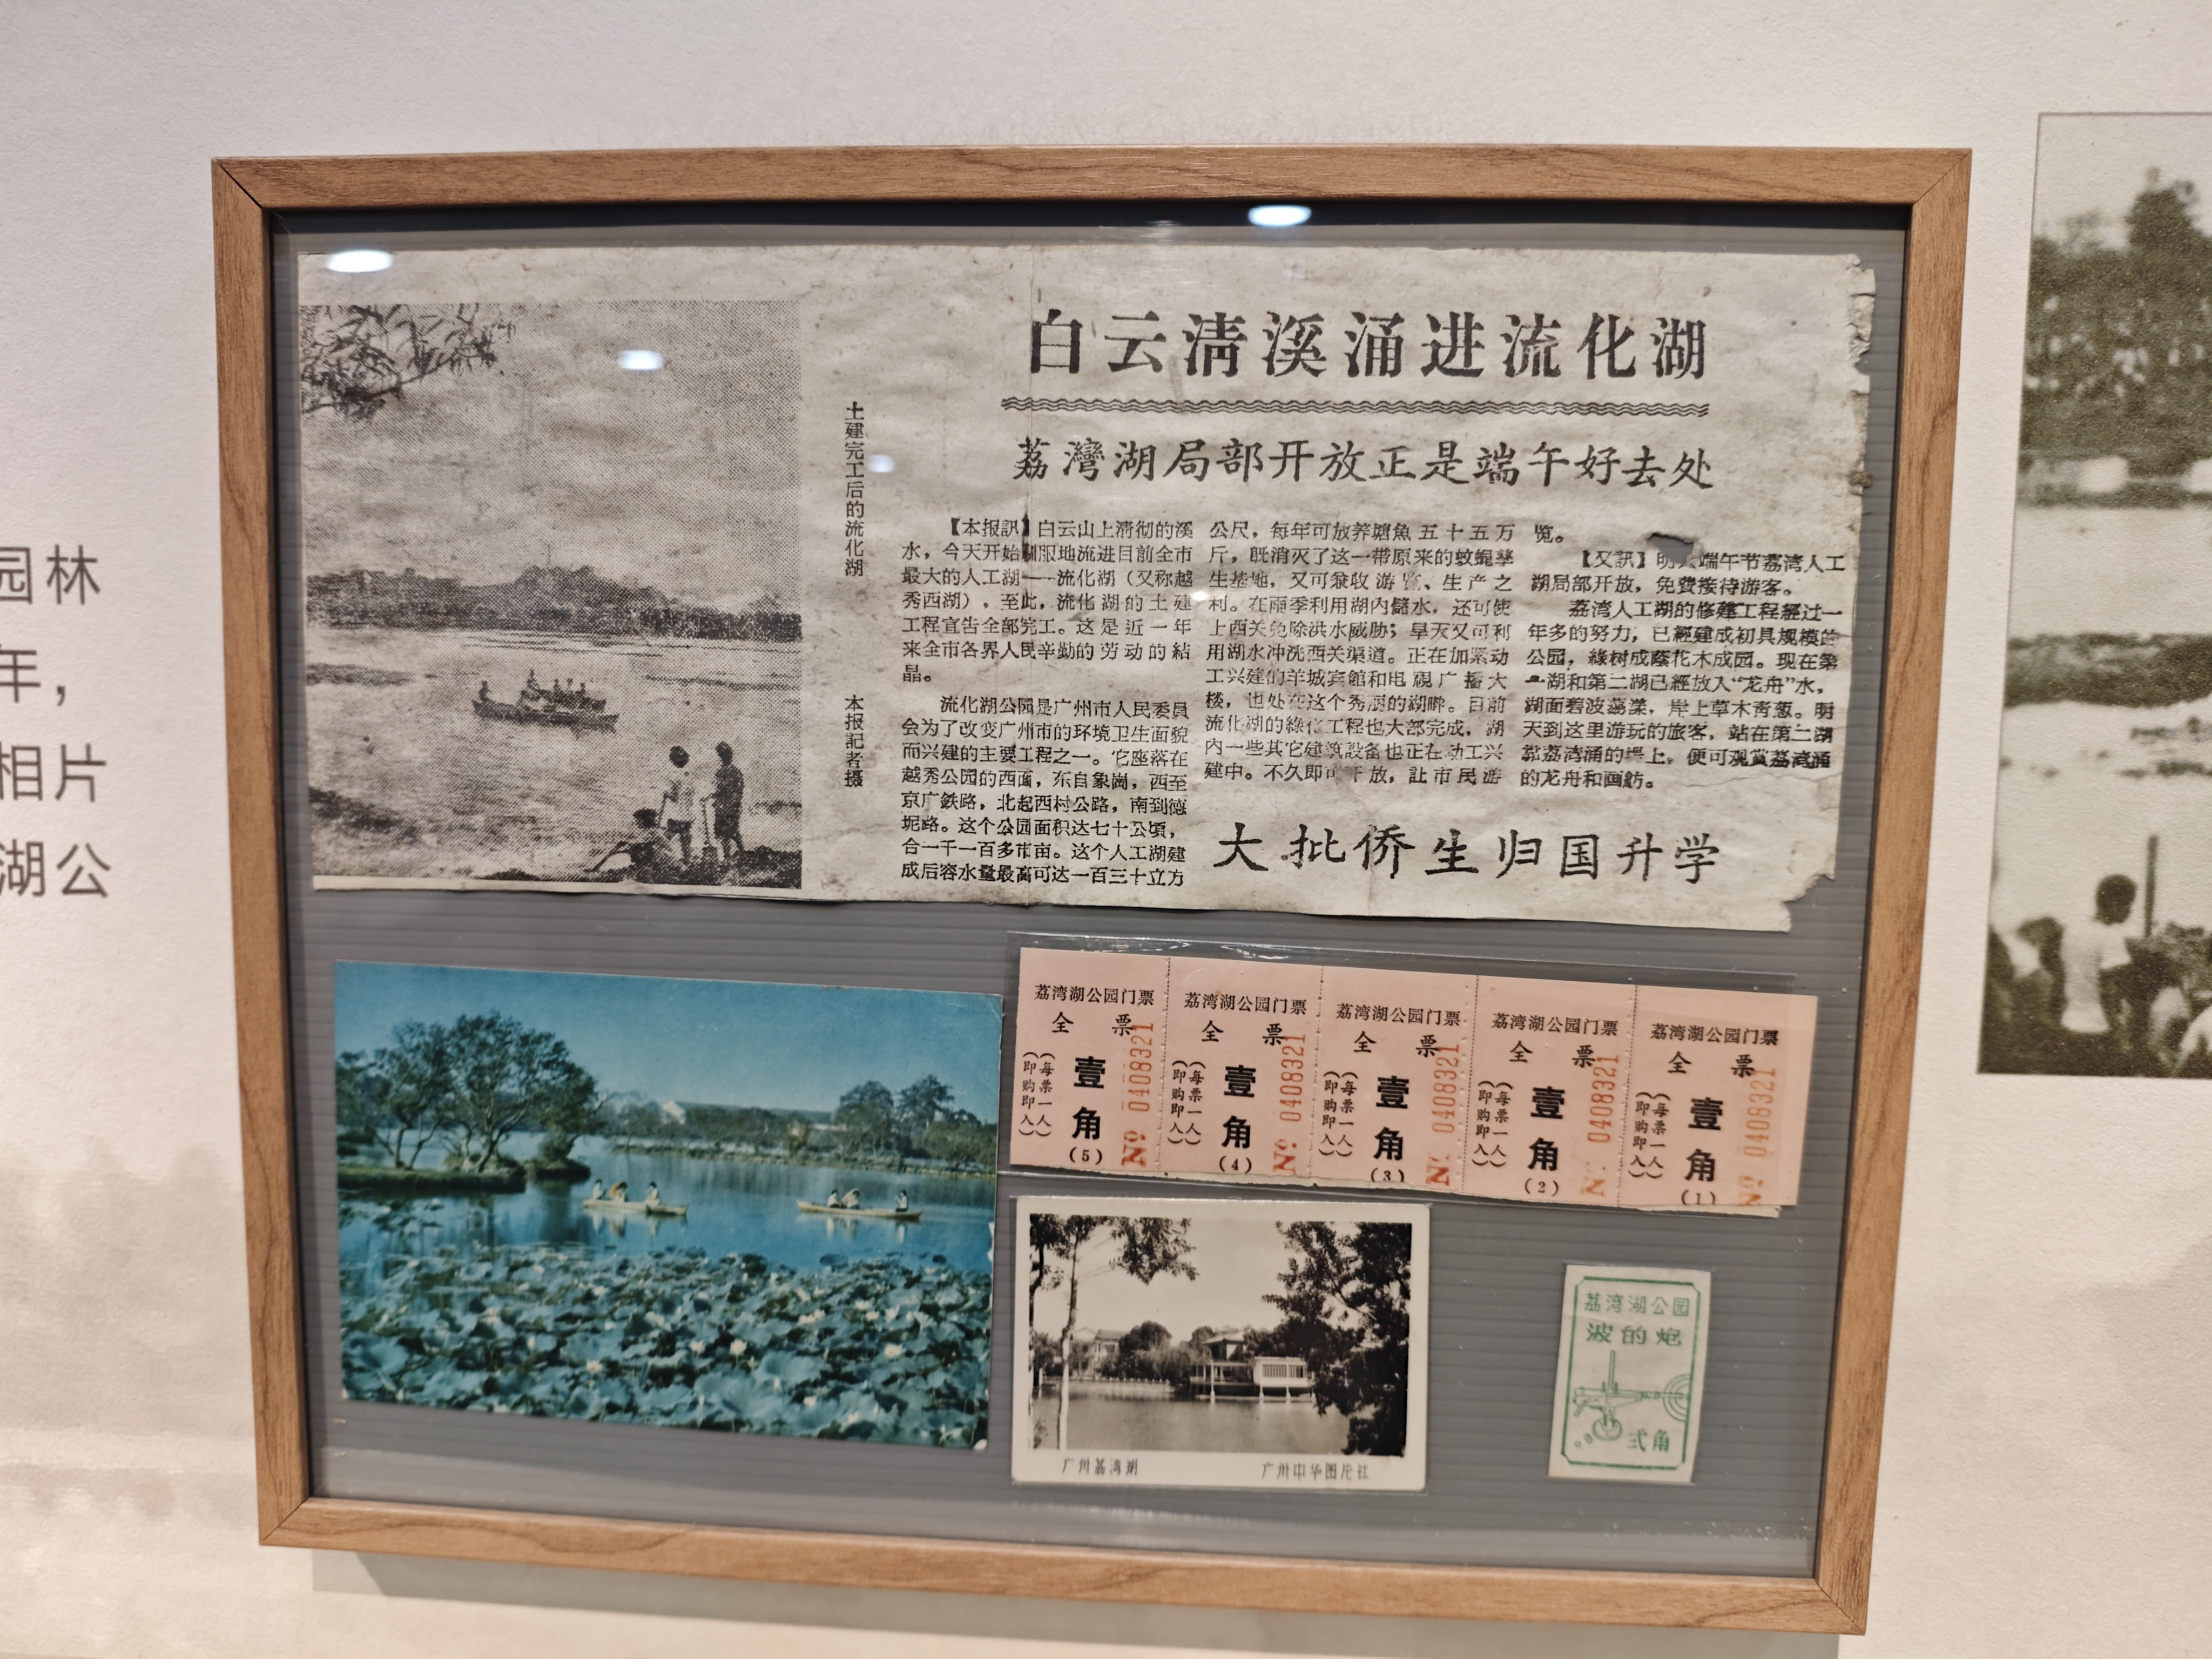 园林
年，
相片
湖公
白云清溪涌进流化湖
荔灣湖局部开放正是端午好去处
土建完工后的流化湖
本报記者摄
【本报訊】白云山上清彻的溪
水，今天开始馴服地流进目前全市
最大的人工湖——流化湖（又称越
秀西湖）。至此，流化湖的土建
工程宣告全部完工。这是近一年
来全市各界人民辛勤的劳动的結
晶。
流化湖公园是广州市人民委員
会为了改变广州市的环境卫生面貌
而兴建的主要工程之一。它座落在
越秀公园的西面，东自象崗，西至
京广鉄路，北起西村公路，南到德
坭路。这个公园面积达七十公頃，
合一千一百多市亩。这个人工湖建
成后容水量最高可达一百三十立方
公尺，每年可放养塘魚五十五万
斤，既消灭了这一带原来的蚊蝇孳
生基地，又可兼收游览、生产之
利。在雨季利用湖内儲水，还可使
上西关免除洪水威胁；旱天又可利
用湖水冲洗西关渠道。正在加紧动
工兴建的羊城宾館和电视广播大
楼，也处在这个秀丽的湖畔。目前
流化湖的綠化工程也大部完成，湖
内一些其它建筑設备也正在动工兴
建中。不久即可开放，让市民游
览。
【又訊】明天端午节荔湾人工
湖局部开放，免費接待游客。
荔湾人工湖的修建工程經过一
年多的努力，已經建成初具規模的
公园，綠树成蔭花木成园。现在第
一湖和第二湖已經放入“龙舟”水，
湖面碧波蕩漾，岸上草木青葱。明
天到这里游玩的旅客，站在第二湖
靠荔湾涌的堤上，便可观赏荔湾涌
的龙舟和画舫。
大批侨生归国升学
荔湾湖公园门票
全 票
壹角
（每票一人
即购即入）
(5)
№ 0408321
荔湾湖公园门票
全 票
壹角
（每票一人
即购即入）
(4)
№ 0408321
荔湾湖公园门票
全 票
壹角
（每票一人
即购即入）
(3)
№ 0408321
荔湾湖公园门票
全 票
壹角
（每票一人
即购即入）
(2)
№ 0408321
荔湾湖公园门票
全 票
壹角
（每票一人
即购即入）
(1)
№ 0408321
广州荔湾湖
广州中华图片社
荔湾湖公园
波的炮
弍角